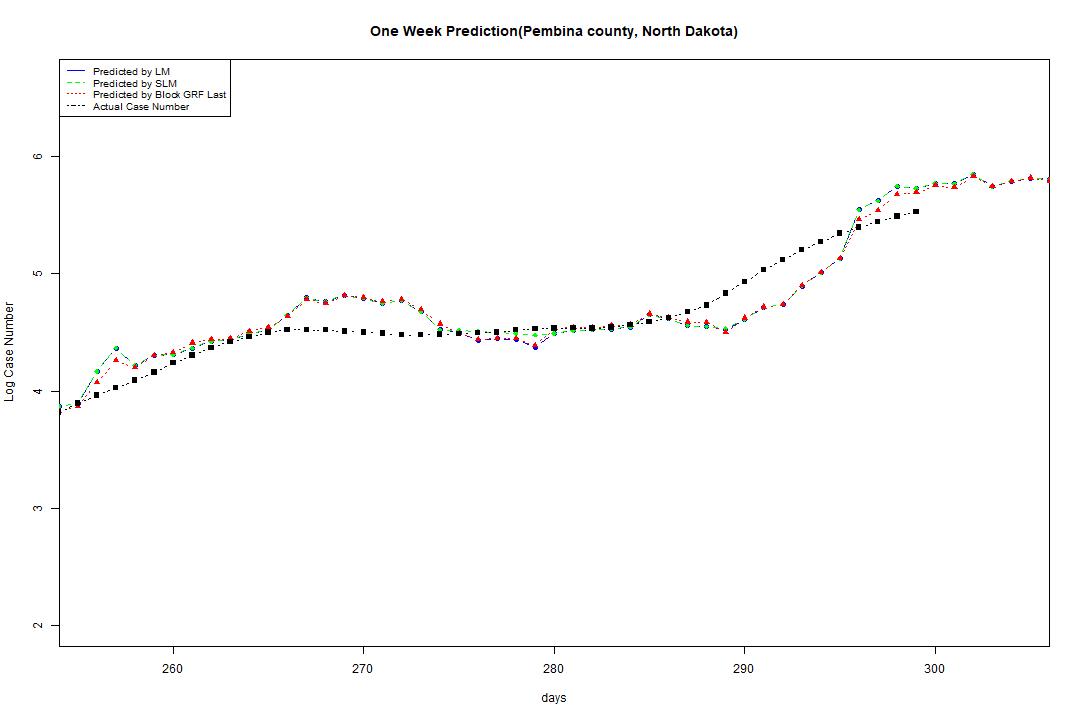 One Week Prediction(Pembina county, North Dakota)
Predicted by LM
Predicted by SLM
Predicted by Block GRF Last
Actual Case Number
6
5
4
3
2
Log Case Number
260 270 280 290 300
days